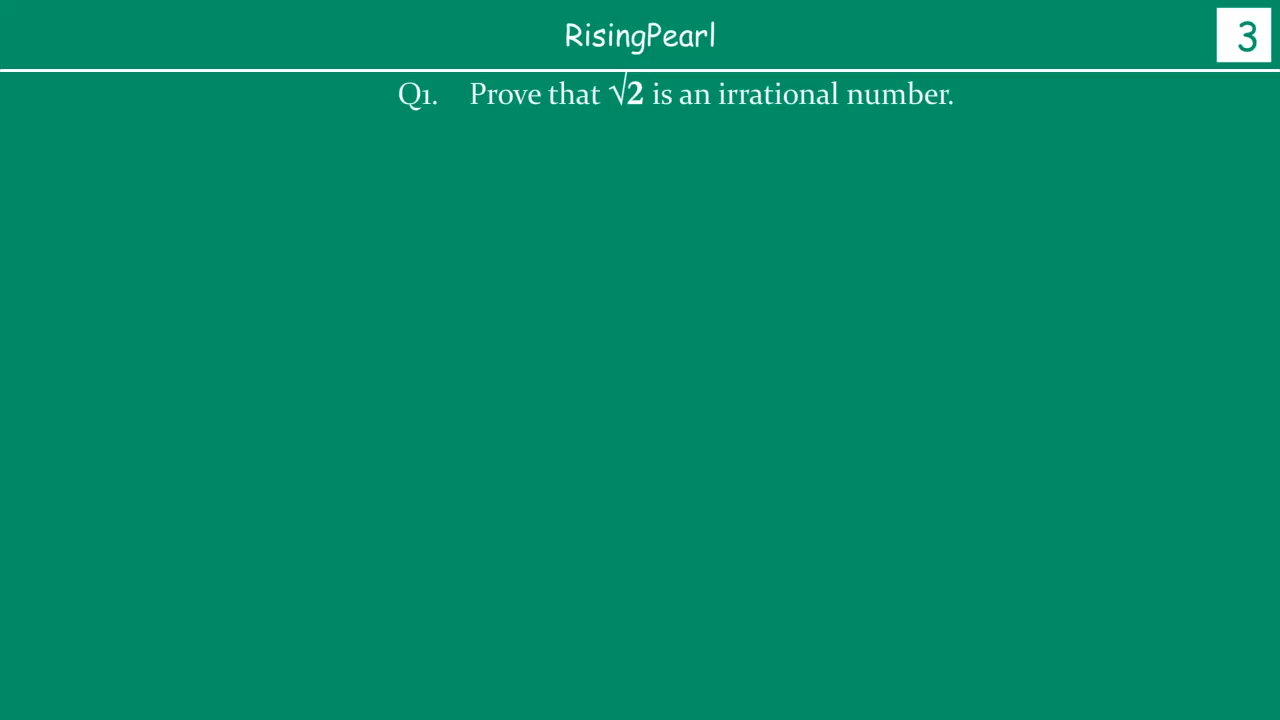 RisingPearl
3
Q1. Prove that √2 is an irrational number.